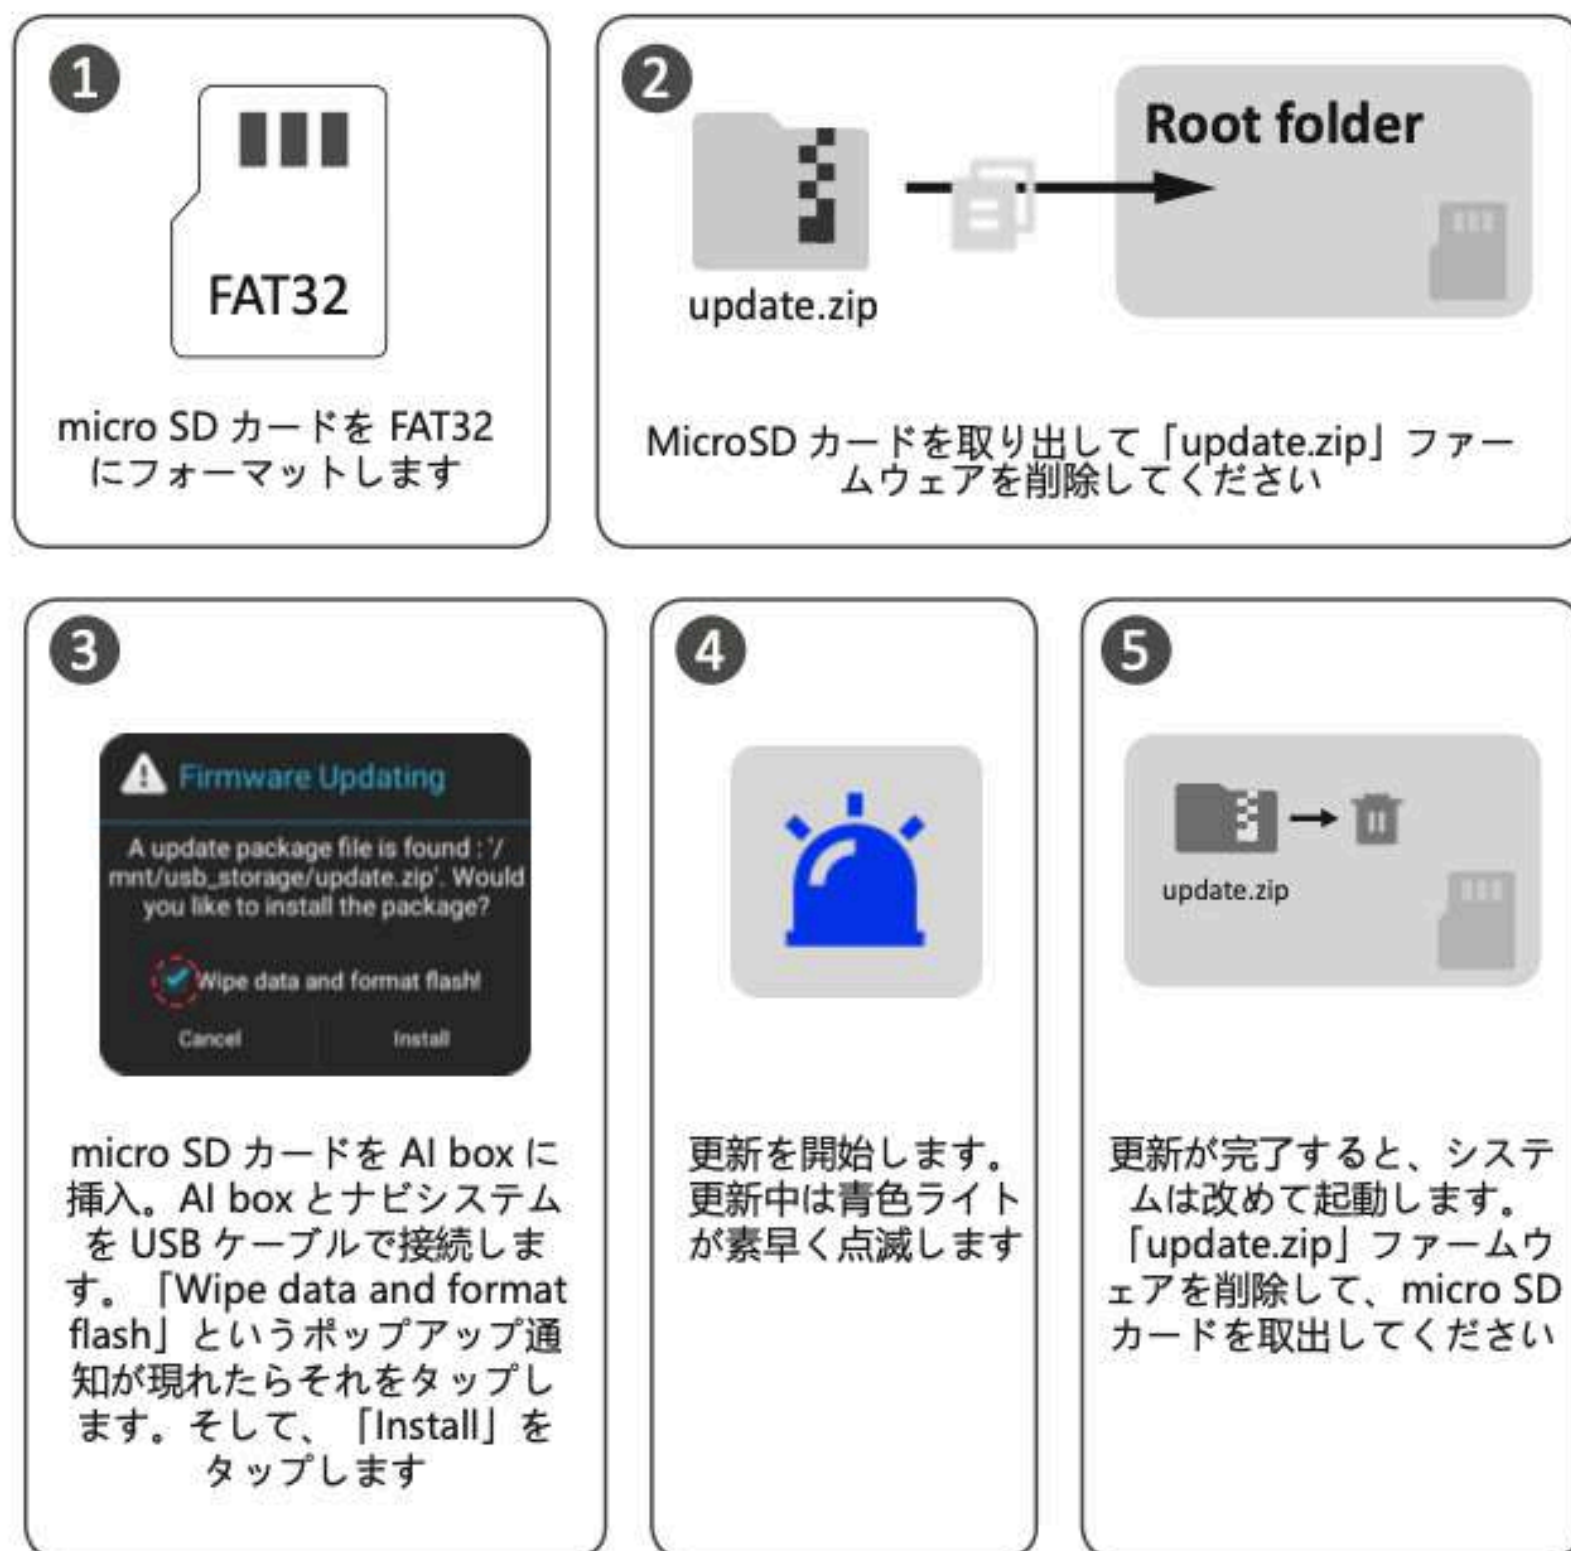 1
FAT32
micro SD カードを FAT32
にフォーマットします
2
Root folder
update.zip
MicroSD カードを取り出して「update.zip」ファー
ムウェアを削除してください
3
Firmware Updating
A update package file is found : '/
mnt/usb_storage/update.zip'. Would
you like to install the package?
Wipe data and format flash!
Cancel
Install
micro SD カードを AI box に
挿入。AI box とナビシステム
を USB ケーブルで接続しま
す。「Wipe data and format
flash」というポップアップ通
知が現れたらそれをタップし
ます。そして、「Install」を
タップします
4
更新を開始します。
更新中は青色ライト
が素早く点滅します
5
update.zip
更新が完了すると、システ
ムは改めて起動します。
「update.zip」ファームウ
ェアを削除して、micro SD
カードを取出してください